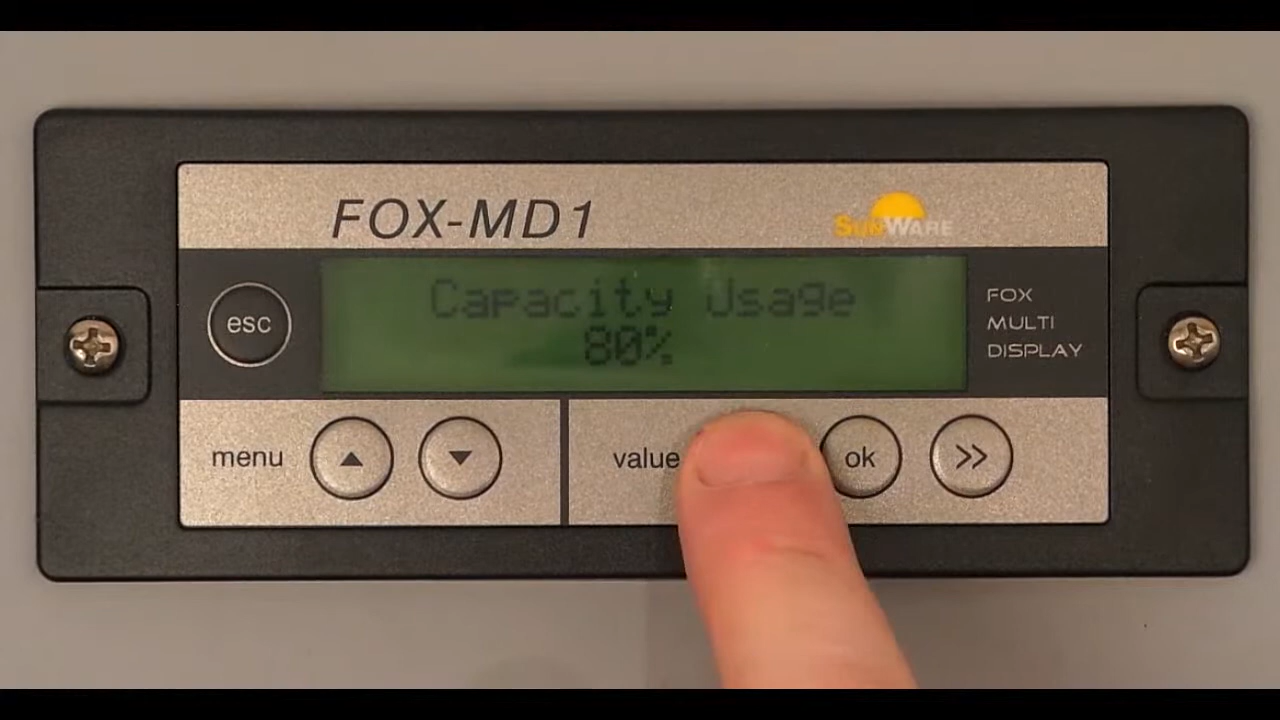 FOX-MD1
SUNWARE
esc
Capacity Usage
80%
FOX
MULTI
DISPLAY
menu ▲ ▼
value ok >>